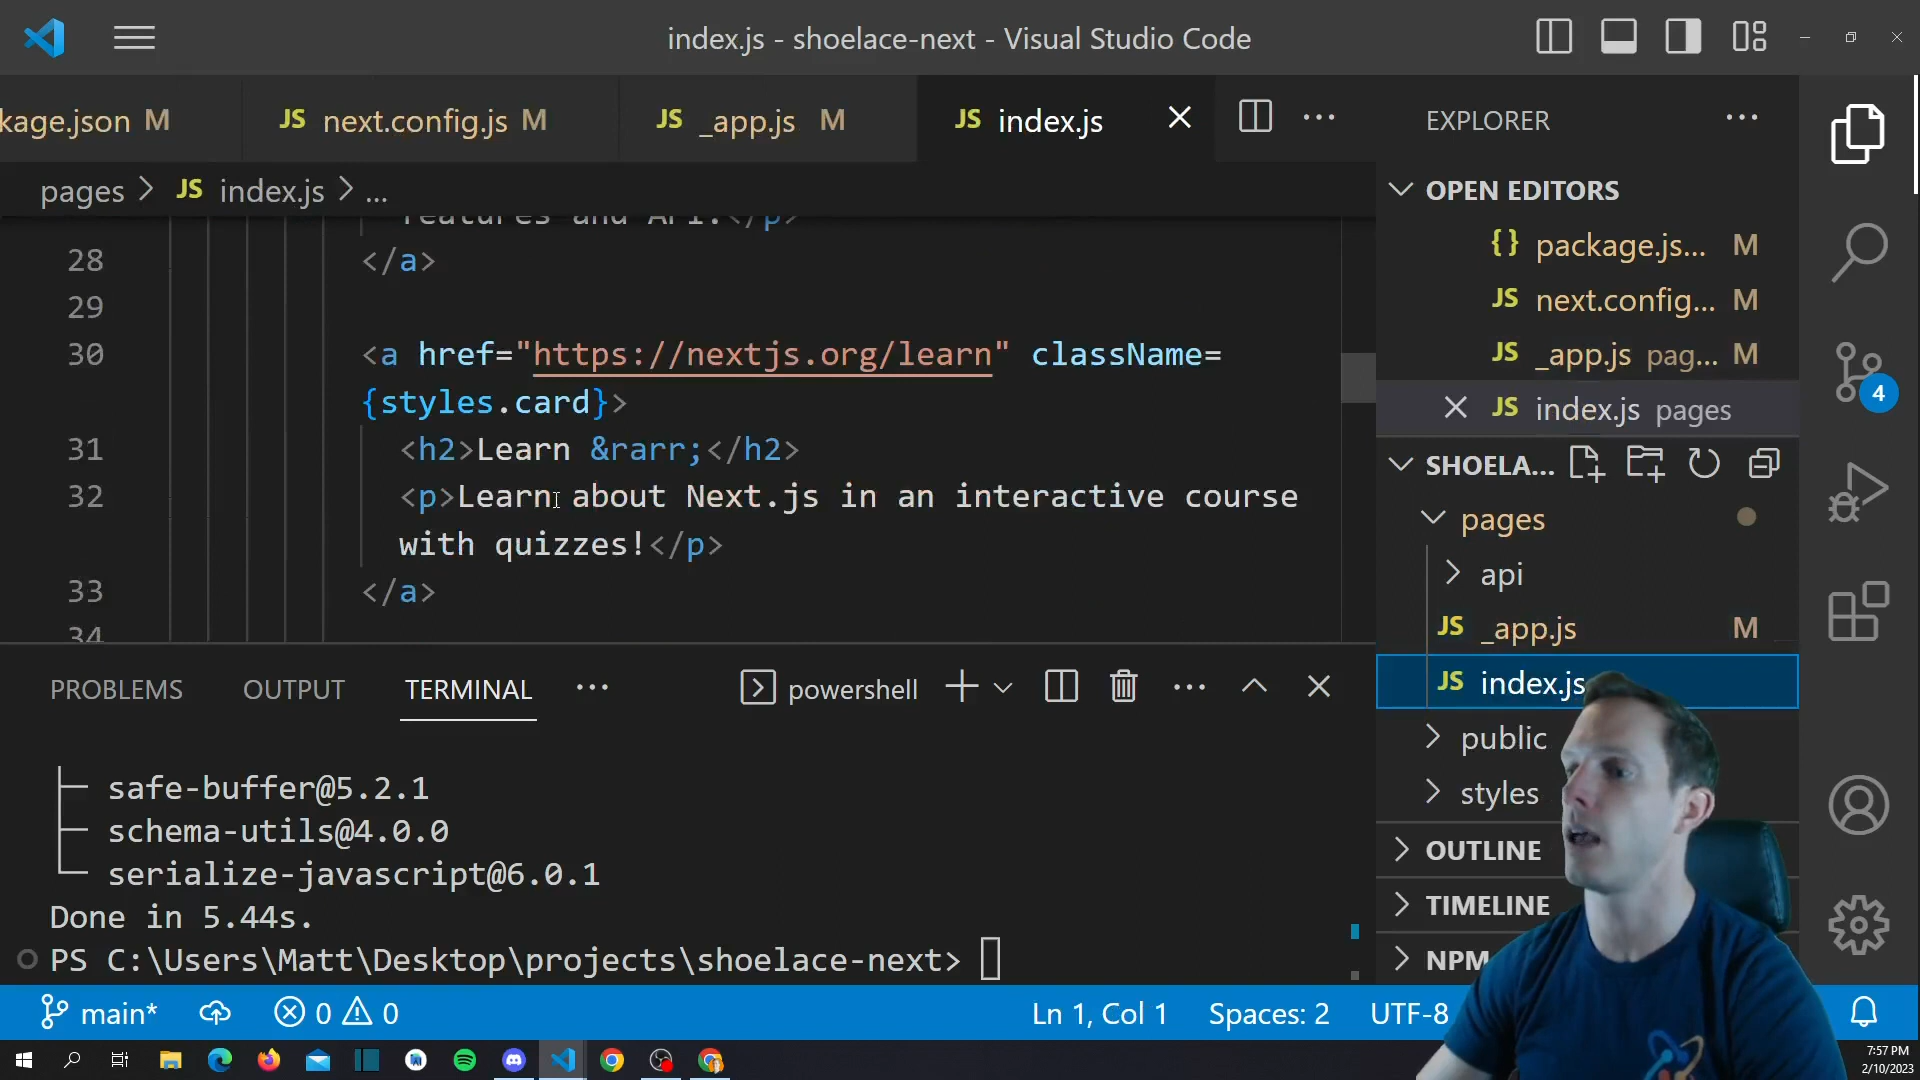 index.js - shoelace-next - Visual Studio Code
kage.json M
JS next.config.js M
JS _app.js M
JS index.js
EXPLORER
pages > JS index.js > ...
OPEN EDITORS
{} package.js... M
JS next.config... M
JS _app.js pag... M
JS index.js pages
features and API.</p>
28 </a>
29
30 <a href="https://nextjs.org/learn" className=
{styles.card}>
31 <h2>Learn &rarr;</h2>
32 <p>Learn about Next.js in an interactive course
with quizzes!</p>
33 </a>
34
4
SHOELA...
pages
api
JS _app.js M
JS index.js
public
styles
OUTLINE
TIMELINE
NPM
PROBLEMS OUTPUT TERMINAL powershell
safe-buffer@5.2.1
schema-utils@4.0.0
serialize-javascript@6.0.1
Done in 5.44s.
PS C:\Users\Matt\Desktop\projects\shoelace-next>
main* 0 0 Ln 1, Col 1 Spaces: 2 UTF-8
7:57 PM
2/10/2023